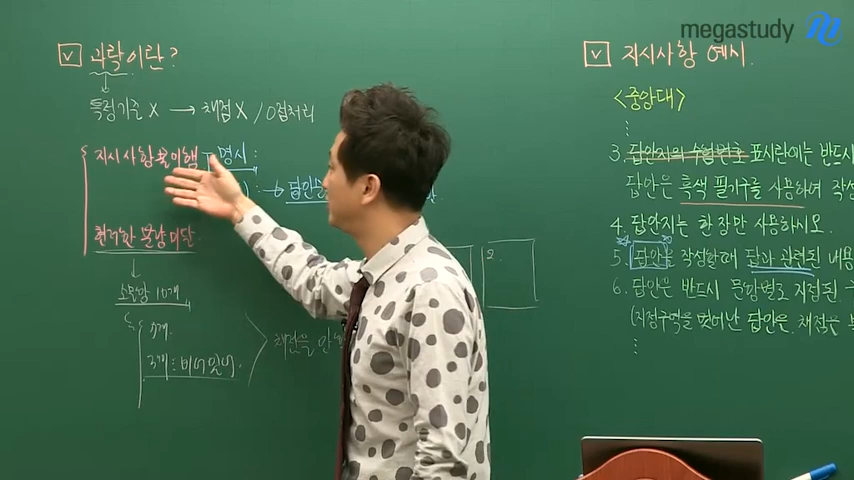 megastudy
과락이란?
특정기준 X → 채점 X / 0점처리
지시사항 불이행 명시:
답안
현저한 분량 미달
소문항 10개
3개 : 비어있네
채점을
2.
지시사항 예시
<중앙대>
3. 답안지의 수험번호 표시란에는 반드시
답안은 흑색 필기구를 사용하여 작성
4. 답안지는 한 장만 사용하시오.
5. 답안을 작성할 때 답과 관련된 내용
6. 답안은 반드시 문항별로 지정된
(지정구역을 벗어난 답안은 채점은